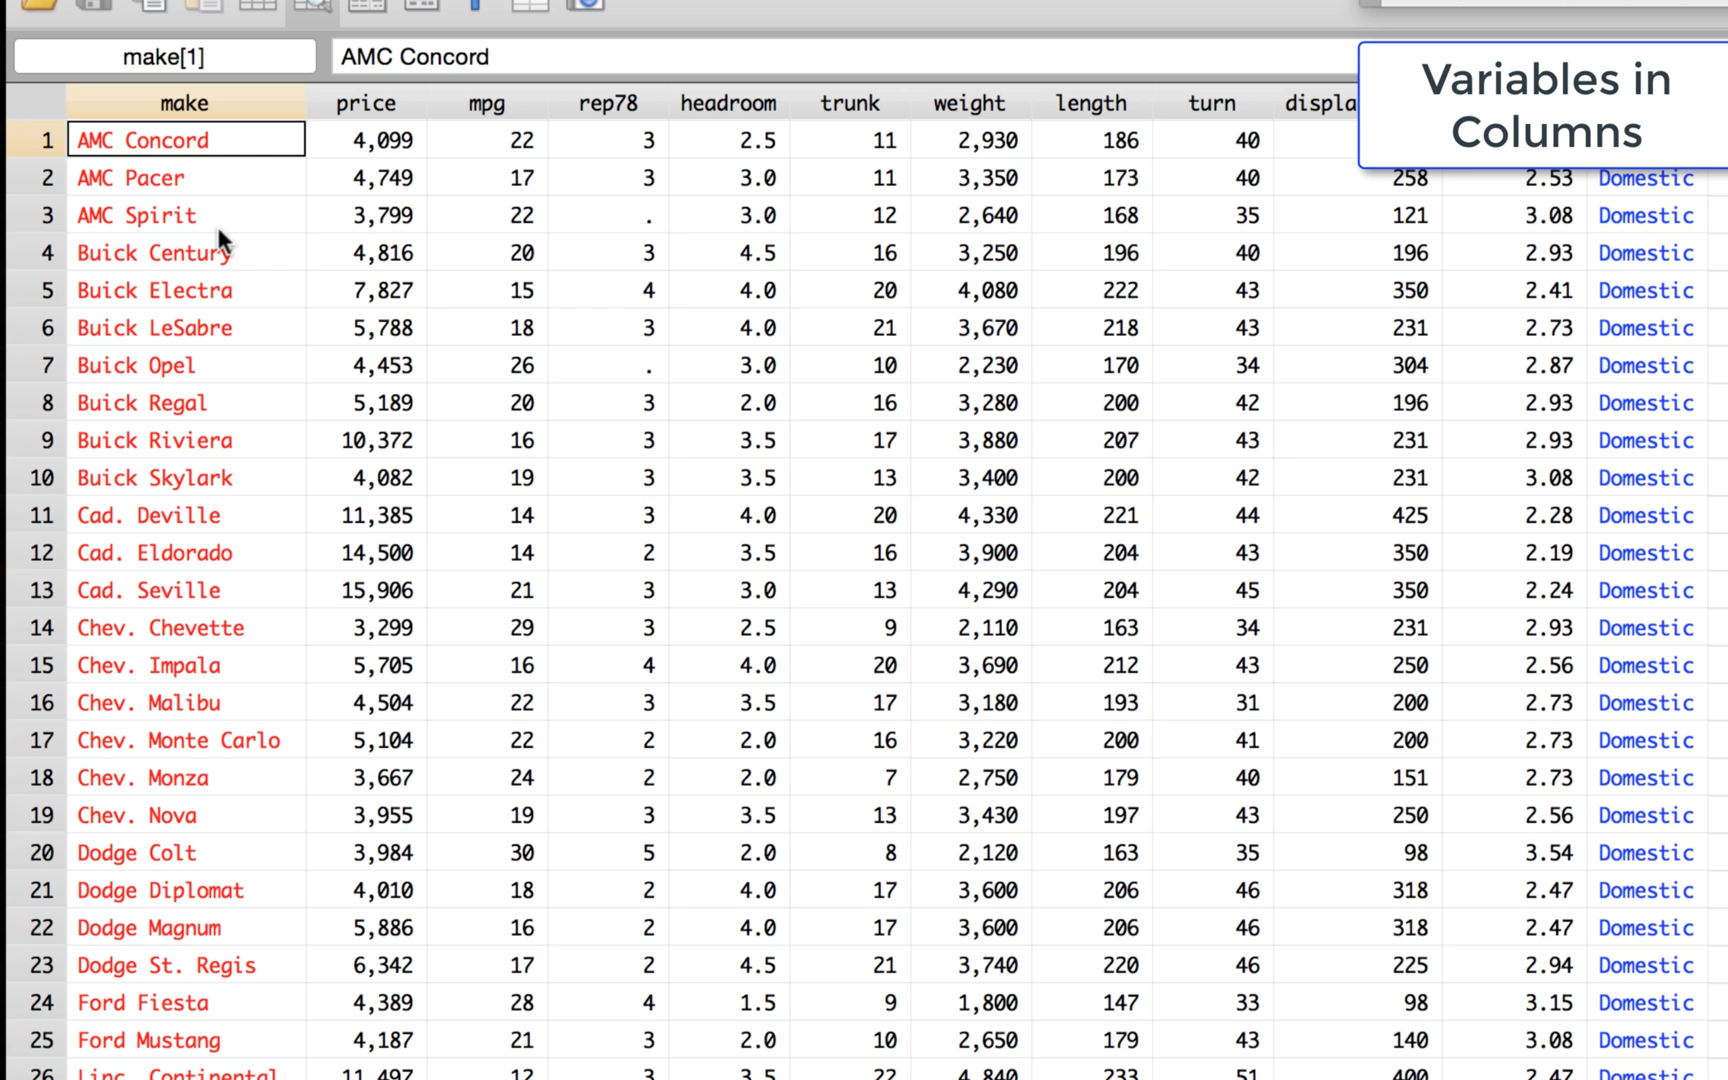 make[1] AMC Concord
Variables in
Columns
make price mpg rep78 headroom trunk weight length turn displa
1 AMC Concord 4,099 22 3 2.5 11 2,930 186 40
2 AMC Pacer 4,749 17 3 3.0 11 3,350 173 40 258 2.53 Domestic
3 AMC Spirit 3,799 22 . 3.0 12 2,640 168 35 121 3.08 Domestic
4 Buick Century 4,816 20 3 4.5 16 3,250 196 40 196 2.93 Domestic
5 Buick Electra 7,827 15 4 4.0 20 4,080 222 43 350 2.41 Domestic
6 Buick LeSabre 5,788 18 3 4.0 21 3,670 218 43 231 2.73 Domestic
7 Buick Opel 4,453 26 . 3.0 10 2,230 170 34 304 2.87 Domestic
8 Buick Regal 5,189 20 3 2.0 16 3,280 200 42 196 2.93 Domestic
9 Buick Riviera 10,372 16 3 3.5 17 3,880 207 43 231 2.93 Domestic
10 Buick Skylark 4,082 19 3 3.5 13 3,400 200 42 231 3.08 Domestic
11 Cad. Deville 11,385 14 3 4.0 20 4,330 221 44 425 2.28 Domestic
12 Cad. Eldorado 14,500 14 2 3.5 16 3,900 204 43 350 2.19 Domestic
13 Cad. Seville 15,906 21 3 3.0 13 4,290 204 45 350 2.24 Domestic
14 Chev. Chevette 3,299 29 3 2.5 9 2,110 163 34 231 2.93 Domestic
15 Chev. Impala 5,705 16 4 4.0 20 3,690 212 43 250 2.56 Domestic
16 Chev. Malibu 4,504 22 3 3.5 17 3,180 193 31 200 2.73 Domestic
17 Chev. Monte Carlo 5,104 22 2 2.0 16 3,220 200 41 200 2.73 Domestic
18 Chev. Monza 3,667 24 2 2.0 7 2,750 179 40 151 2.73 Domestic
19 Chev. Nova 3,955 19 3 3.5 13 3,430 197 43 250 2.56 Domestic
20 Dodge Colt 3,984 30 5 2.0 8 2,120 163 35 98 3.54 Domestic
21 Dodge Diplomat 4,010 18 2 4.0 17 3,600 206 46 318 2.47 Domestic
22 Dodge Magnum 5,886 16 2 4.0 17 3,600 206 46 318 2.47 Domestic
23 Dodge St. Regis 6,342 17 2 4.5 21 3,740 220 46 225 2.94 Domestic
24 Ford Fiesta 4,389 28 4 1.5 9 1,800 147 33 98 3.15 Domestic
25 Ford Mustang 4,187 21 3 2.0 10 2,650 179 43 140 3.08 Domestic
26 Linc. Continental 11,497 12 3 3.5 22 4,840 233 51 400 2.47 Domestic